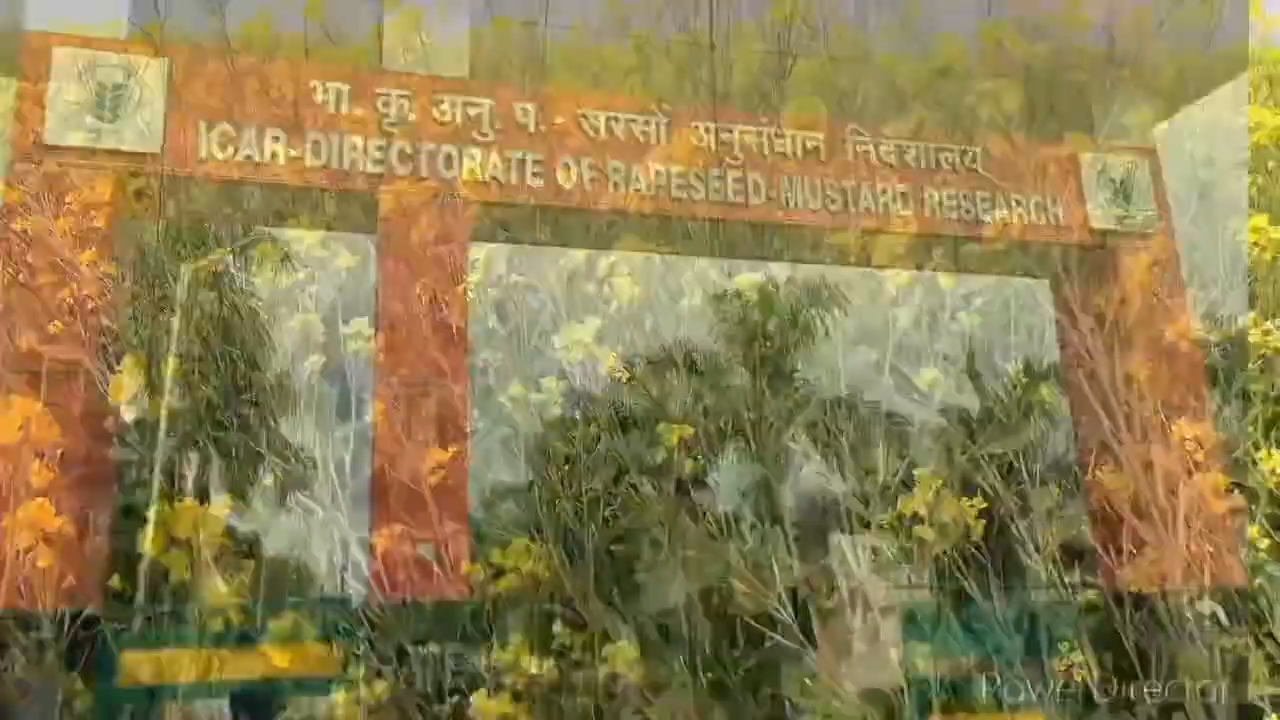 भा. कृ. अनु. प.- सरसों अनुसंधान निदेशालय
ICAR-DIRECTORATE OF RAPESEED-MUSTARD RESEARCH
PowerDirector